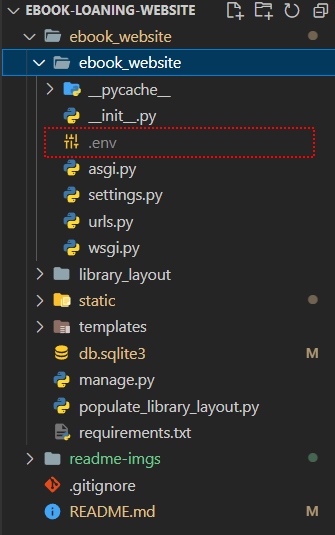 EBOOK-LOANING-WEBSITE
ebook_website
ebook_website
__pycache__
__init__.py
.env
asgi.py
settings.py
urls.py
wsgi.py
library_layout
static
templates
db.sqlite3 M
manage.py
populate_library_layout.py
requirements.txt
readme-imgs
.gitignore
README.md M